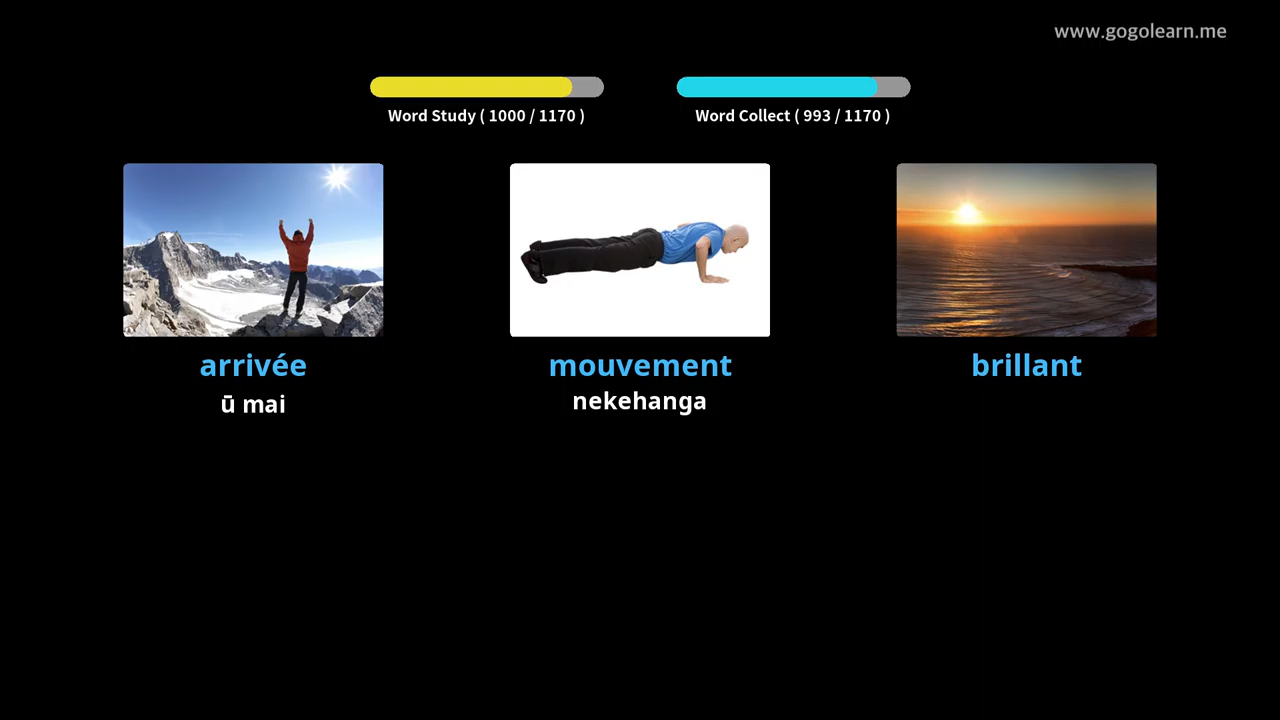 www.gogolearn.me
Word Study ( 1000 / 1170 )
Word Collect ( 993 / 1170 )
arrivée
ū mai
mouvement
nekehanga
brillant